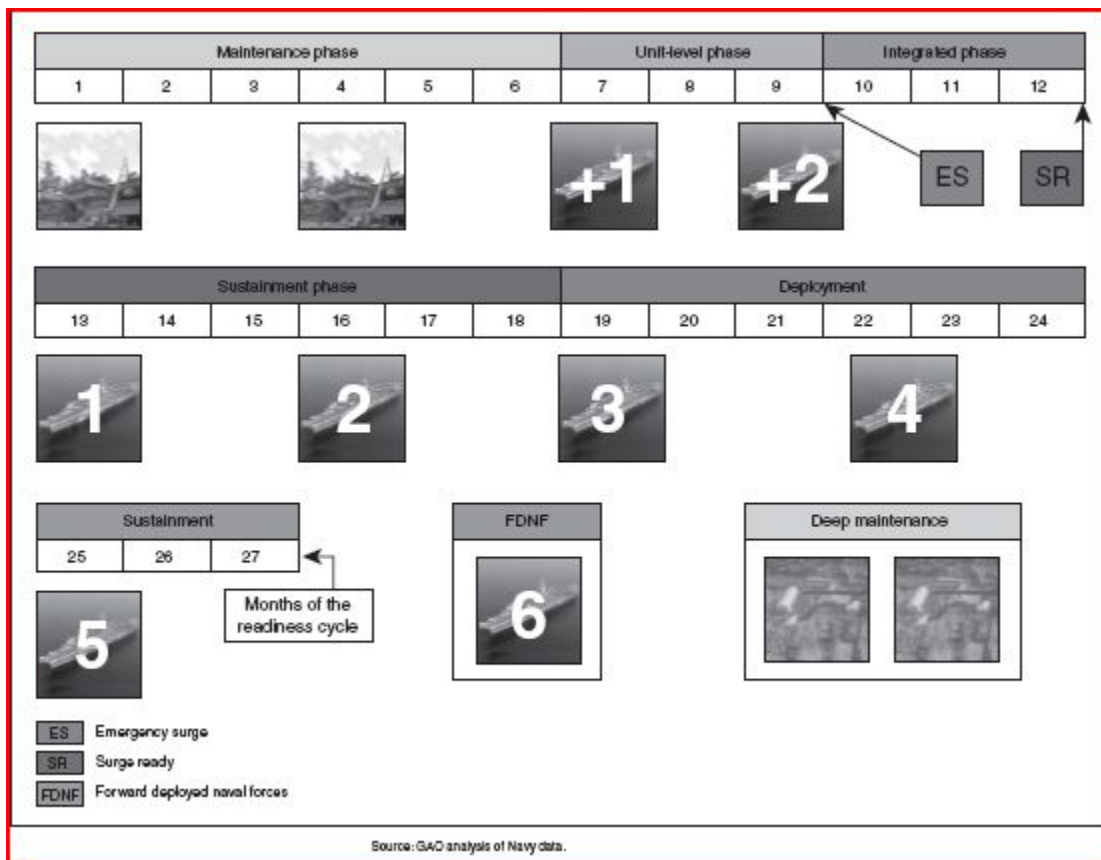 Maintenance phase Unit-level phase Integrated phase
1 2 3 4 5 6 7 8 9 10 11 12
+1 +2 ES SR
Sustainment phase Deployment
13 14 15 16 17 18 19 20 21 22 23 24
1 2 3 4
Sustainment FDNF Deep maintenance
25 26 27
Months of the
readiness cycle
5 6
ES Emergency surge
SR Surge ready
FDNF Forward deployed naval forces
Source: GAO analysis of Navy data.